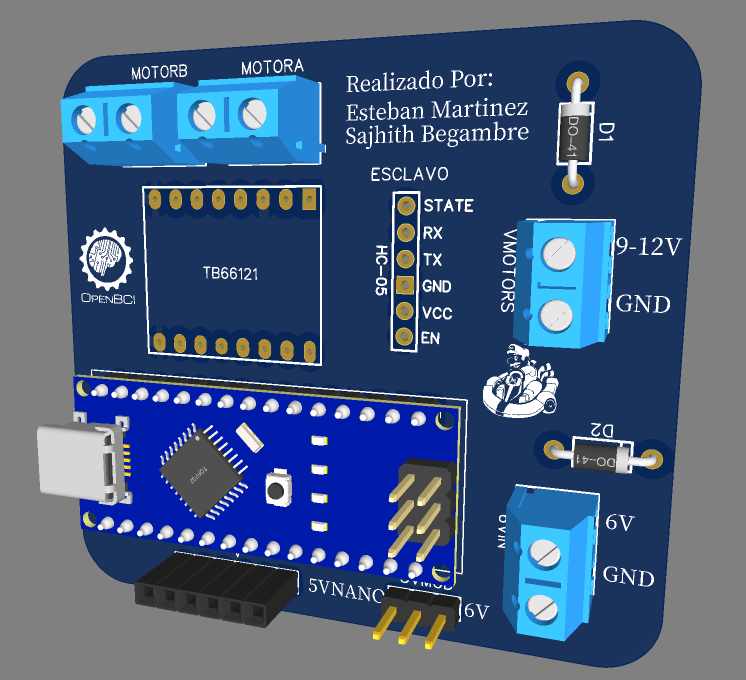 MOTORB
MOTORA
Realizado Por:
Esteban Martinez
Sajhith Begambre
D1
DO-41
ESCLAVO
STATE
RX
TX
GND
VCC
EN
HC-05
TB66121
OPENBCI
VMOTORS
9-12V
GND
D2
DO-41
6V
GND
5VNANO
6V